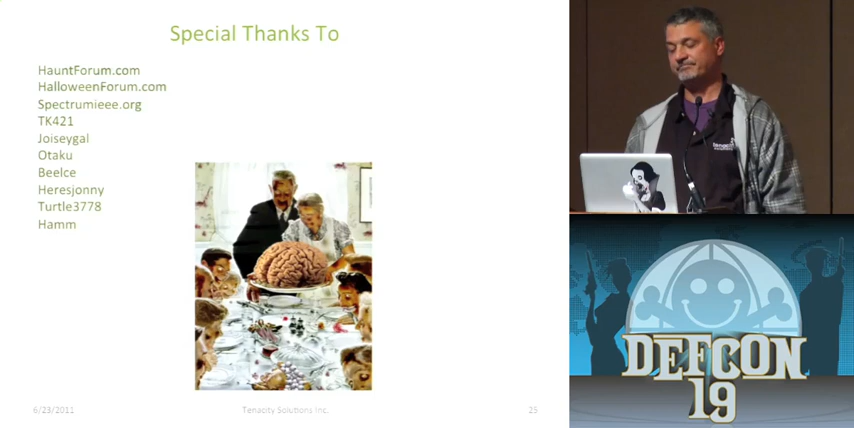 Special Thanks To
HauntForum.com
HalloweenForum.com
Spectrumieee.org
TK421
Joiseygal
Otaku
Beelce
Heresjonny
Turtle3778
Hamm
6/23/2011
Tenacity Solutions Inc.
25
DEFCON
19